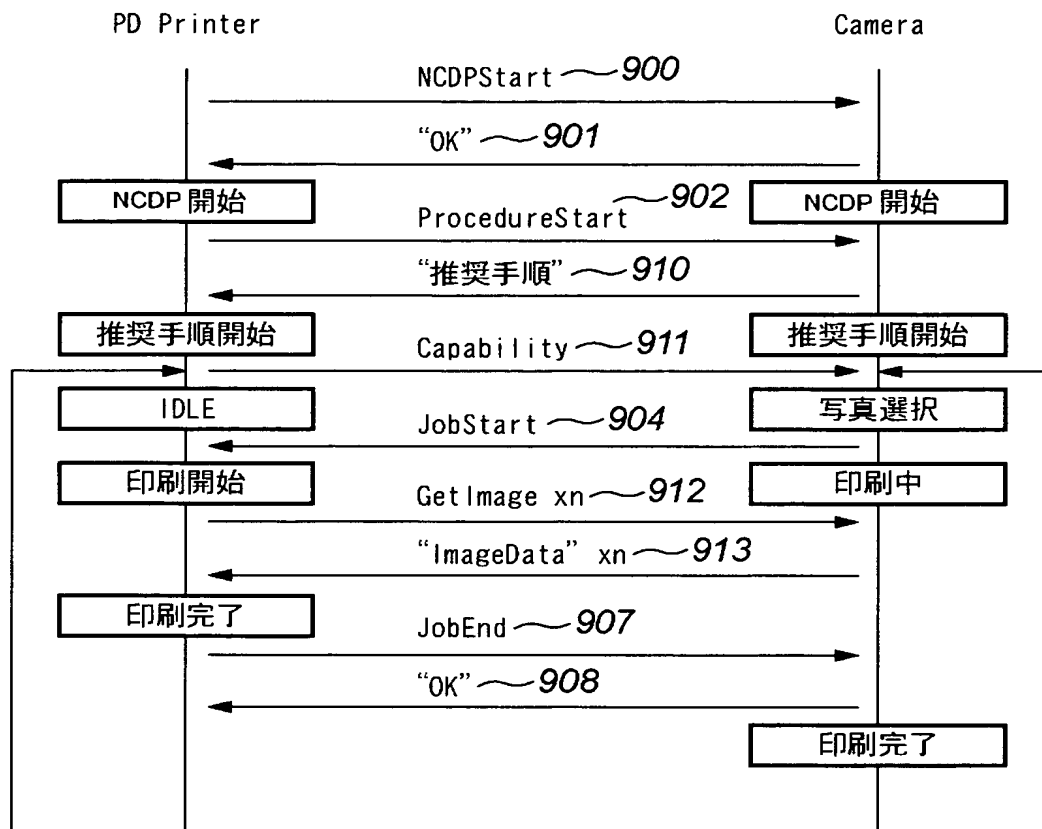 PD Printer Camera
NCDPStart 900
“OK” 901
NCDP 開始 NCDP 開始
ProcedureStart 902
“推奨手順” 910
推奨手順開始 推奨手順開始
Capability 911
IDLE 写真選択
JobStart 904
印刷開始 印刷中
GetImage xn 912
“ImageData” xn 913
印刷完了
JobEnd 907
“OK” 908
印刷完了